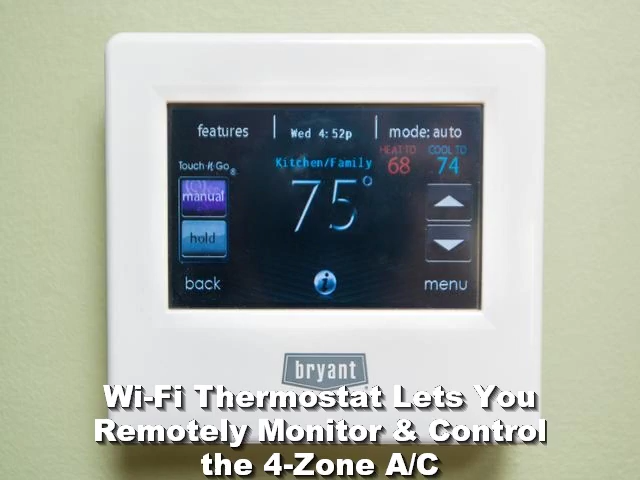 features | Wed 4:52p | mode: auto
HEAT TO COOL TO
Touch-n-Go®
Kitchen/Family 68 74
75°
manual
hold
back i menu
bryant
Wi-Fi Thermostat Lets You
Remotely Monitor & Control
the 4-Zone A/C